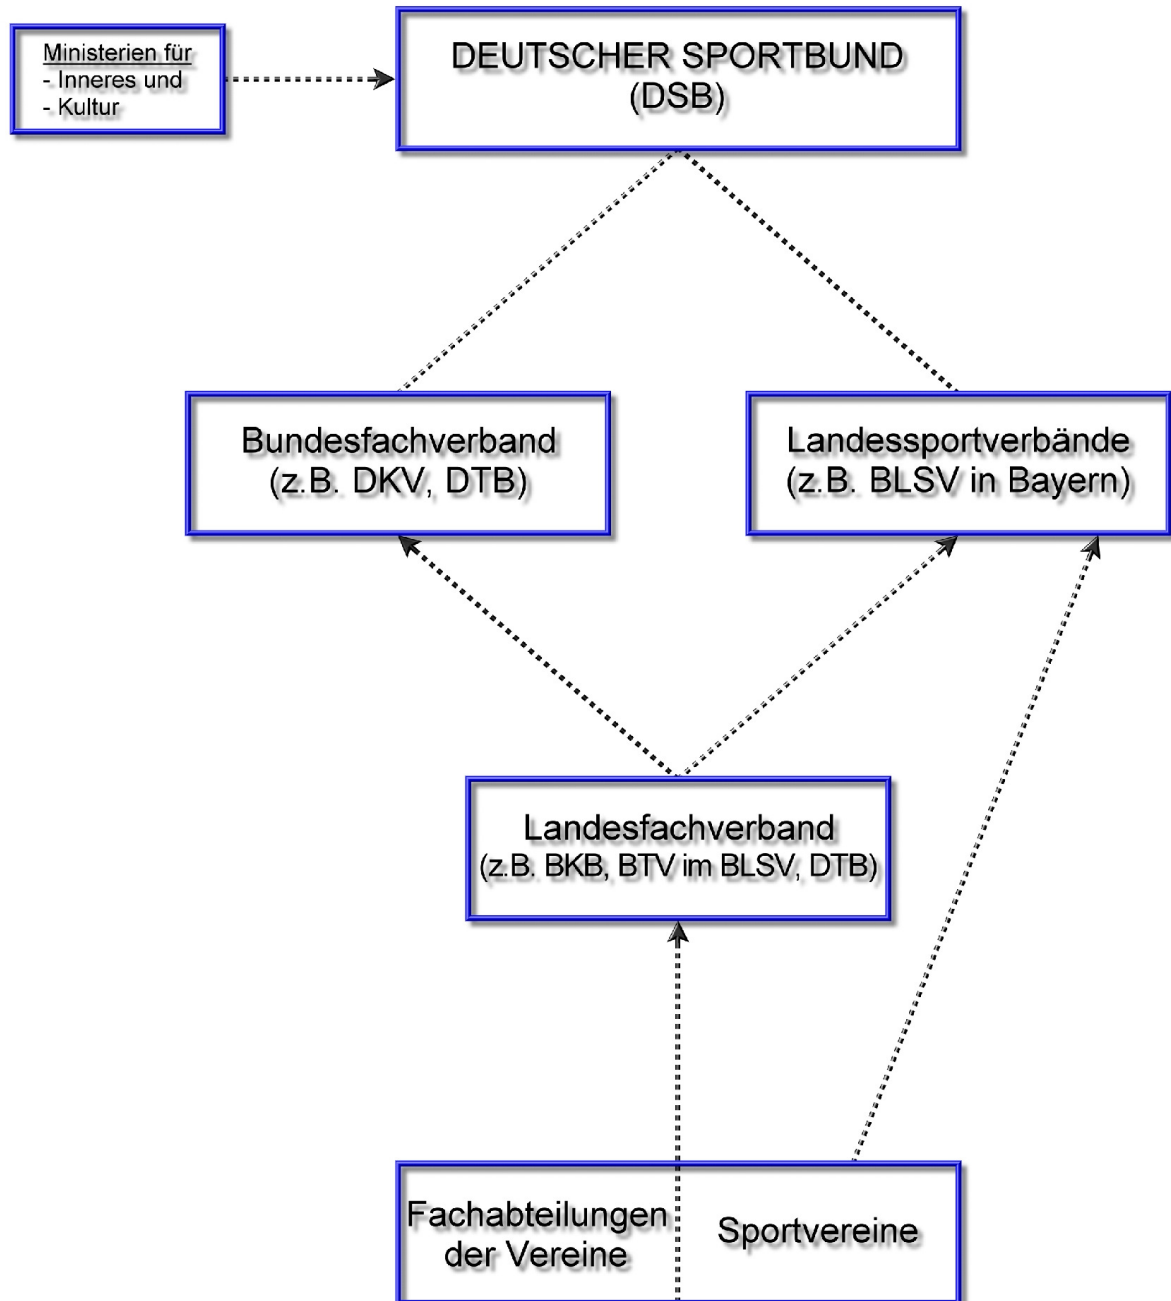 Ministerien für
- Inneres und
- Kultur
DEUTSCHER SPORTBUND
(DSB)
Bundesfachverband
(z.B. DKV, DTB)
Landessportverbände
(z.B. BLSV in Bayern)
Landesfachverband
(z.B. BKB, BTV im BLSV, DTB)
Fachabteilungen
der Vereine
Sportvereine